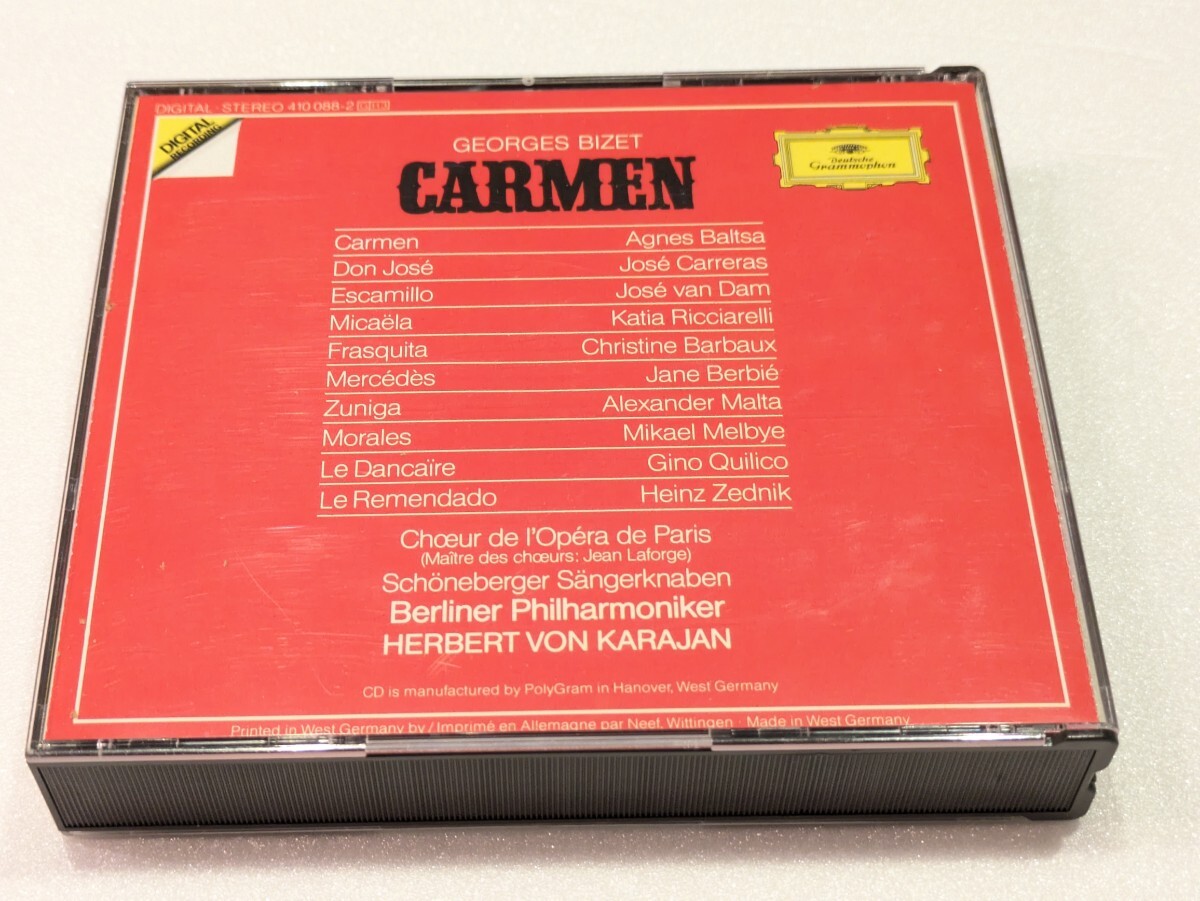 DIGITAL · STEREO 410 088-2 GH3
DIGITAL
RECORDING
GEORGES BIZET
CARMEN
Deutsche
Grammophon
Carmen Agnes Baltsa
Don José José Carreras
Escamillo José van Dam
Micaëla Katia Ricciarelli
Frasquita Christine Barbaux
Mercédès Jane Berbié
Zuniga Alexander Malta
Morales Mikael Melbye
Le Dancaïre Gino Quilico
Le Remendado Heinz Zednik
Chœur de l'Opéra de Paris
(Maître des chœurs: Jean Laforge)
Schöneberger Sängerknaben
Berliner Philharmoniker
HERBERT VON KARAJAN
CD is manufactured by PolyGram in Hanover, West Germany
Printed in West Germany by / Imprimé en Allemagne par Neef, Wittingen · Made in West Germany